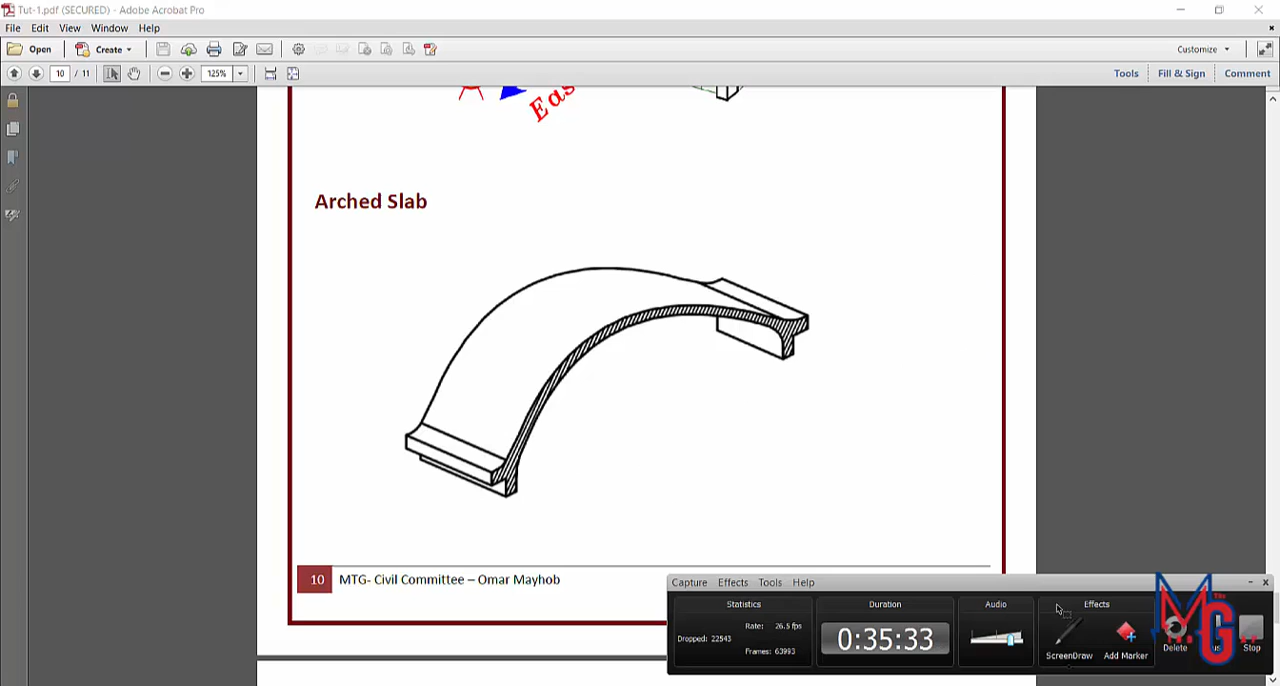 Tut-1.pdf (SECURED) - Adobe Acrobat Pro
File Edit View Window Help
Open Create Customize
10 / 11 125% Tools Fill & Sign Comment
Eas
Arched Slab
10 MTG- Civil Committee – Omar Mayhob
Capture Effects Tools Help
Statistics Duration Audio Effects
Rate: 26.5 fps
Dropped: 22543
Frames: 63993
0:35:33
ScreenDraw Add Marker Delete Stop
MG